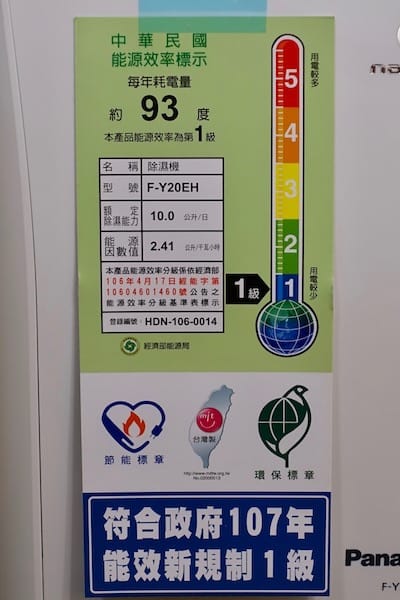 中華民國
能源效率標示
每年耗電量
約 93 度
本產品能源效率為第1級
名稱 除濕機
型號 F-Y20EH
額定除濕能力 10.0 公升/日
能源因數值 2.41 公升/千瓦小時
本產品能源效率分級係依經濟部
106年4月17日經能字第
10604601460號公告之
能源效率分級基準表標示
登錄編號：HDN-106-0014
經濟部能源局
用電較多
5
4
3
2
1
1級
用電較少
節能標章
mit
台灣製
http://www.mittw.org.tw
環保標章
符合政府107年
能效新規制1級
Pana
F-Y